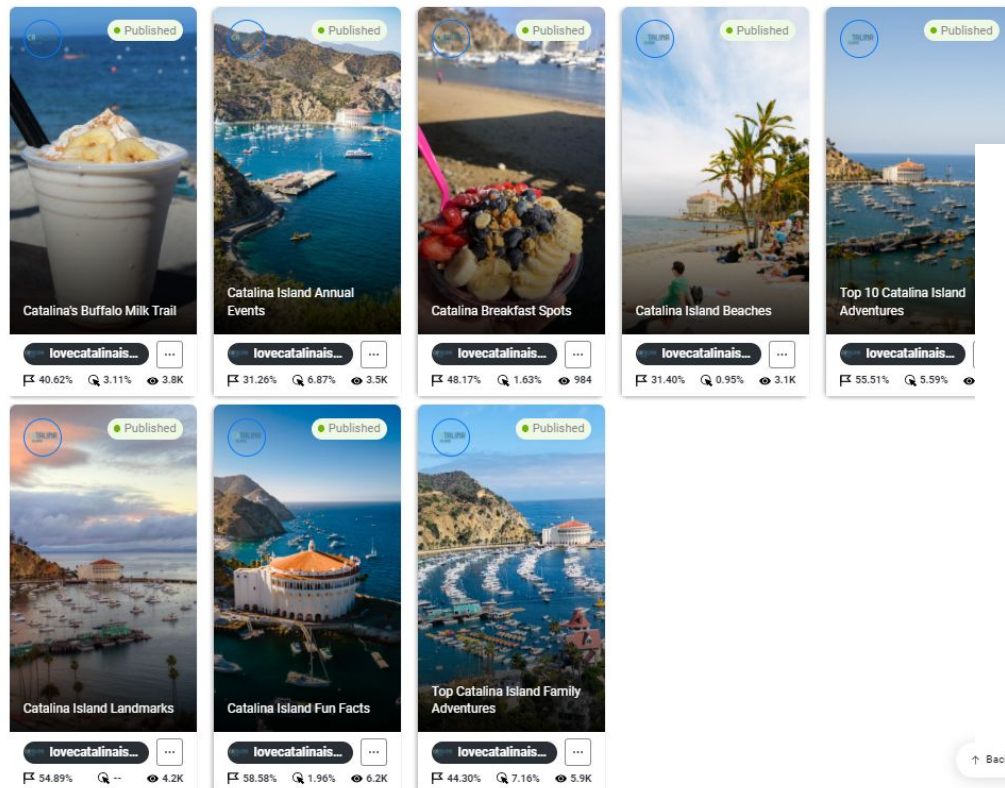 Published
Published
Published
Published
Published
Catalina's Buffalo Milk Trail
Catalina Island Annual
Events
Catalina Breakfast Spots
Catalina Island Beaches
Top 10 Catalina Island
Adventures
lovecatalinais...
lovecatalinais...
lovecatalinais...
lovecatalinais...
lovecatalinais...
40.62% 3.11% 3.8K
31.26% 6.87% 3.5K
48.17% 1.63% 984
31.40% 0.95% 3.1K
55.51% 5.59%
Published
Published
Published
Catalina Island Landmarks
Catalina Island Fun Facts
Top Catalina Island Family
Adventures
lovecatalinais...
lovecatalinais...
lovecatalinais...
54.89% -- 4.2K
58.58% 1.96% 6.2K
44.30% 7.16% 5.9K